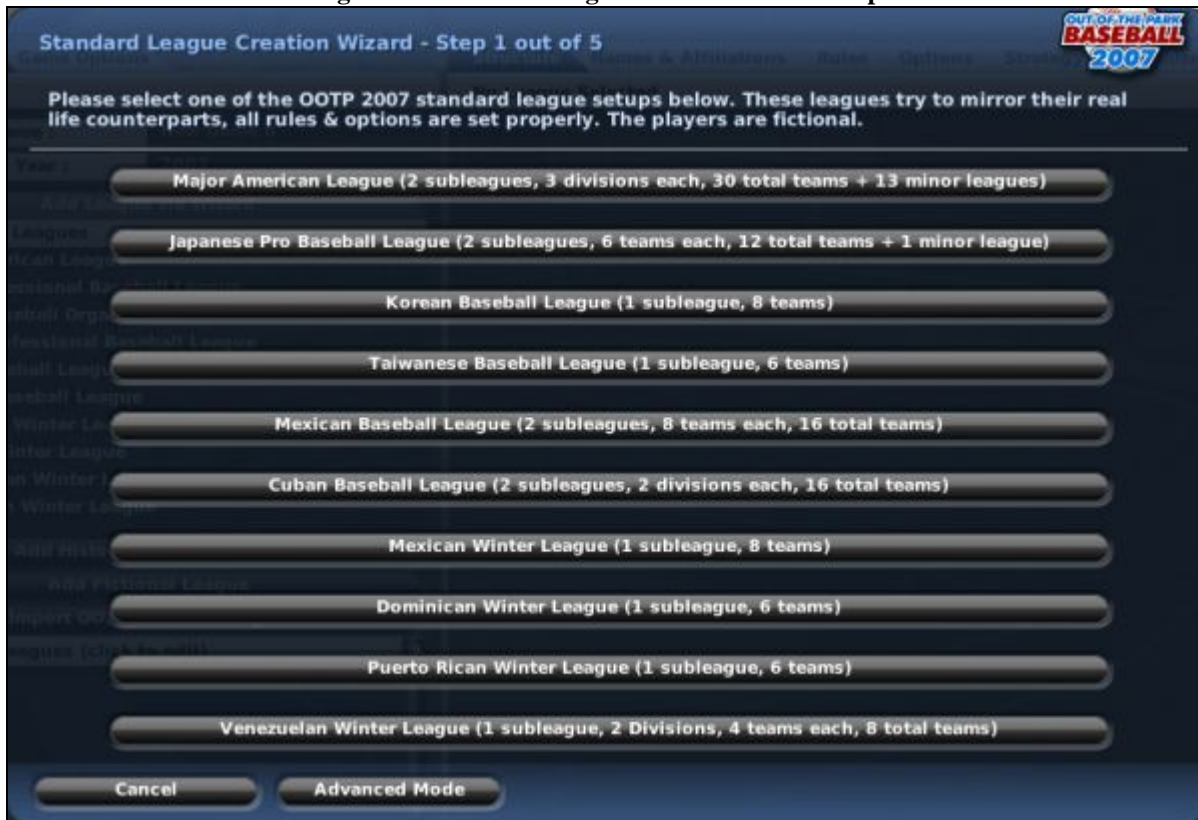 Standard League Creation Wizard - Step 1 out of 5
OUT OF THE PARK
BASEBALL
2007
Please select one of the OOTP 2007 standard league setups below. These leagues try to mirror their real
life counterparts, all rules & options are set properly. The players are fictional.
Major American League (2 subleagues, 3 divisions each, 30 total teams + 13 minor leagues)
Japanese Pro Baseball League (2 subleagues, 6 teams each, 12 total teams + 1 minor league)
Korean Baseball League (1 subleague, 8 teams)
Taiwanese Baseball League (1 subleague, 6 teams)
Mexican Baseball League (2 subleagues, 8 teams each, 16 total teams)
Cuban Baseball League (2 subleagues, 2 divisions each, 16 total teams)
Mexican Winter League (1 subleague, 8 teams)
Dominican Winter League (1 subleague, 6 teams)
Add Fictional League
Puerto Rican Winter League (1 subleague, 6 teams)
Venezuelan Winter League (1 subleague, 2 Divisions, 4 teams each, 8 total teams)
Cancel
Advanced Mode